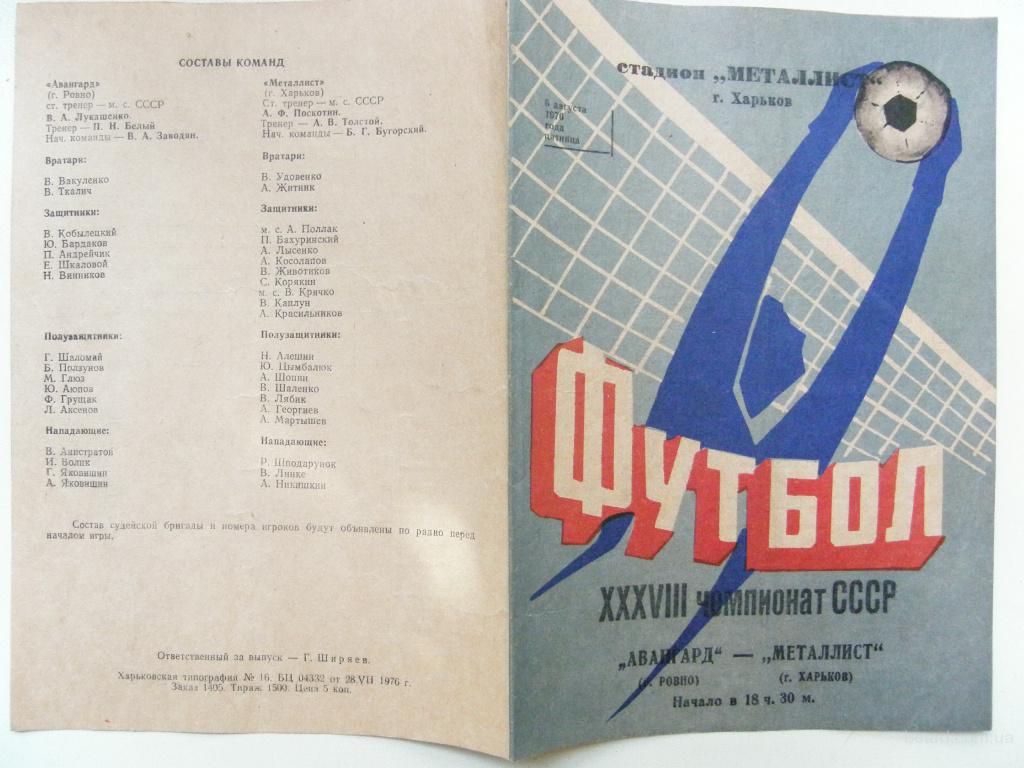 СОСТАВЫ КОМАНД
«Авангард»
(г. Ровно)
ст. тренер — м. с. СССР
В. А. Лукашенко.
Тренер — П. Н. Белый
Нач. команды — В. А. Заводян.
Вратари:
В. Вакуленко
В. Ткалич
Защитники:
В. Кобылецкий
Ю. Бардаков
П. Андрейчик
Е. Шкаловой
Н. Винников
Полузащитники:
Г. Шаломай
Б. Ползунов
М. Глюз
Ю. Аюпов
Ф. Грущак
Л. Аксенов
Нападающие:
В. Анистратов
И. Волик
Г. Яковишин
А. Яковишин
«Металлист»
(г. Харьков)
Ст. тренер — м. с. СССР
А. Ф. Поскотин.
Тренер — А. В. Толстой.
Нач. команды — Б. Г. Бугорский.
Вратари:
В. Удовенко
А. Житник
Защитники:
м. с. А. Поллак
П. Бахуринский
А. Лысенко
А. Косолапов
В. Животиков
С. Корякин
м. с. В. Крячко
В. Каплун
А. Красильников
Полузащитники:
Н. Алешин
Ю. Цымбалюк
А. Шопин
В. Шаленко
В. Лябик
А. Георгиев
А. Мартышев
Нападающие:
Р. Шподарунок
В. Линке
А. Никишкин
Состав судейской бригады и номера игроков будут объявлены по радио перед
началом игры.
Ответственный за выпуск — Г. Ширяев.
Харьковская типография № 16. БЦ 04332 от 28.VII 1976 г.
Заказ 1405. Тираж 1500. Цена 5 коп.
стадион „МЕТАЛЛИСТ“
г. Харьков
6 августа
1976
года
пятница
ФУТБОЛ
XXXVIII чемпионат СССР
„АВАНГАРД“ — „МЕТАЛЛИСТ“
(г. РОВНО) (г. ХАРЬКОВ)
Начало в 18 ч. 30 м.